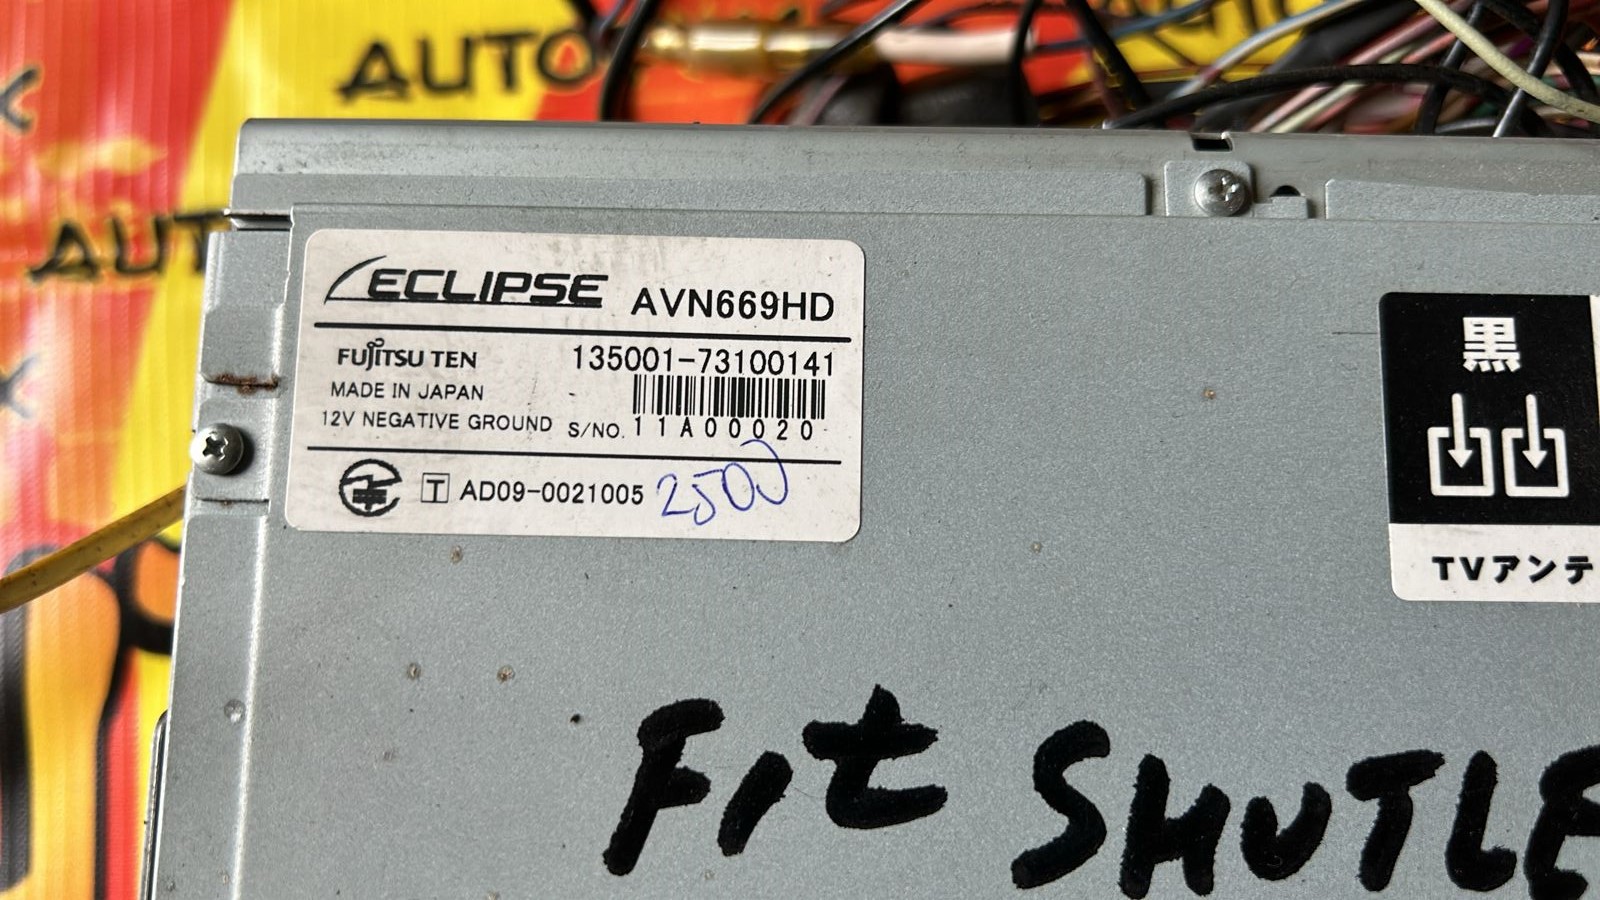 AUTO
AUT
ECLIPSE AVN669HD
FUJITSU TEN 135001-73100141
MADE IN JAPAN
12V NEGATIVE GROUND S/NO. 11A00020
T AD09-0021005 2500
黒
TVアンテ
Fit SHUTLE